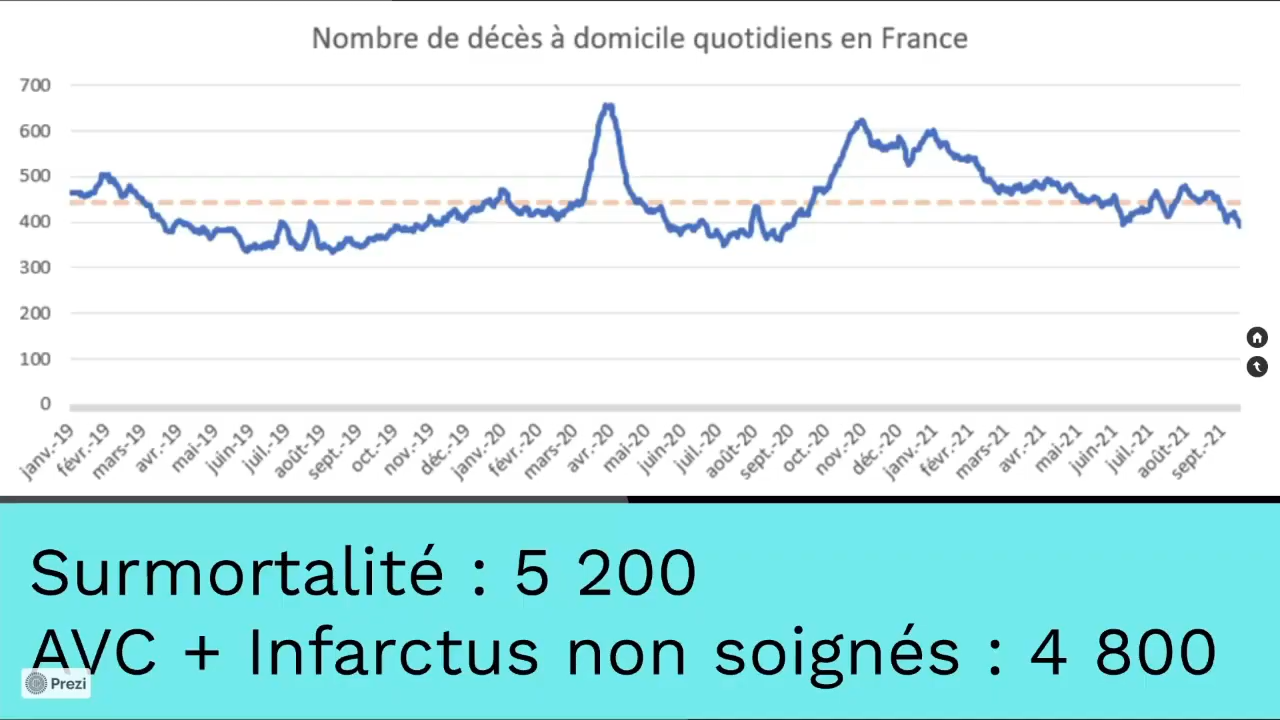 Nombre de décès à domicile quotidiens en France
700
600
500
400
300
200
100
0
janv.-19
févr.-19
mars-19
avr.-19
mai-19
juin-19
juil.-19
août-19
sept.-19
oct.-19
nov.-19
déc.-19
janv.-20
févr.-20
mars-20
avr.-20
mai-20
juin-20
juil.-20
août-20
sept.-20
oct.-20
nov.-20
déc.-20
janv.-21
févr.-21
mars-21
avr.-21
mai-21
juin-21
juil.-21
août-21
sept.-21
Surmortalité : 5 200
AVC + Infarctus non soignés : 4 800
Prezi